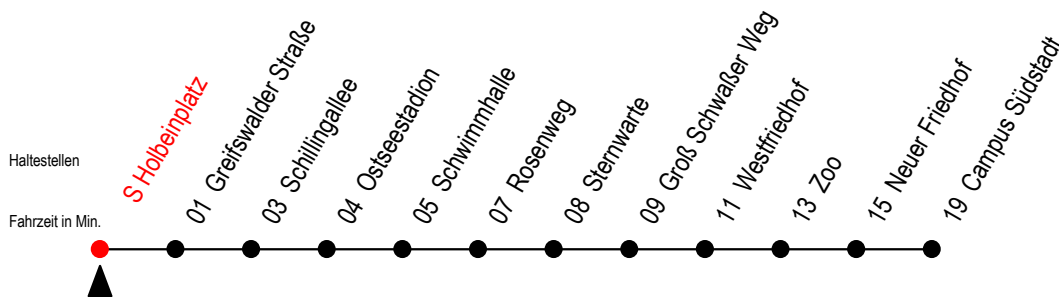 Haltestellen
Fahrzeit in Min.
S Holbeinplatz
01 Greifswalder Straße
03 Schillingallee
04 Ostseestadion
05 Schwimmhalle
07 Rosenweg
08 Sternwarte
09 Groß Schwaßer Weg
11 Westfriedhof
13 Zoo
15 Neuer Friedhof
19 Campus Südstadt